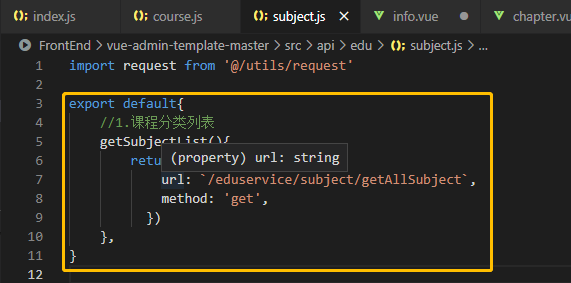 index.js course.js subject.js × info.vue chapter.vu
FrontEnd > vue-admin-template-master > src > api > edu > subject.js > ...
1 import request from '@/utils/request'
2
3 export default{
4 //1.课程分类列表
5 getSubjectList(){
6 retu (property) url: string
7 url: `/eduservice/subject/getAllSubject`,
8 method: 'get',
9 })
10 },
11 }
12